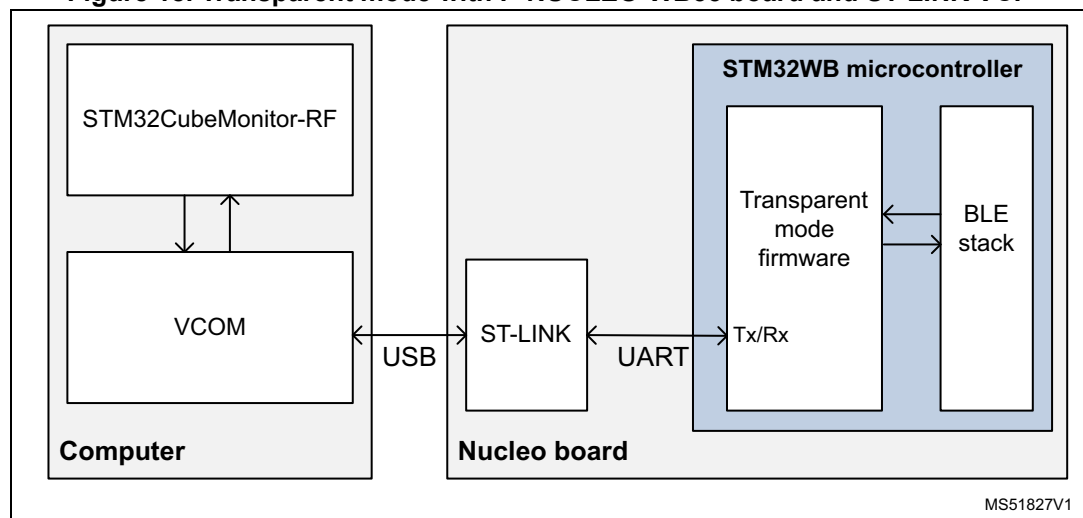 STM32WB microcontroller
STM32CubeMonitor-RF
Transparent
mode
firmware
BLE
stack
VCOM
ST-LINK
Tx/Rx
USB
UART
Computer
Nucleo board
MS51827V1